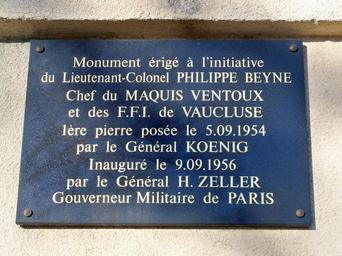 Monument érigé à l'initiative
du Lieutenant-Colonel PHILIPPE BEYNE
Chef du MAQUIS VENTOUX
et des F.F.I. de VAUCLUSE
1ère pierre posée le 5.09.1954
par le Général KOENIG
Inauguré le 9.09.1956
par le Général H. ZELLER
Gouverneur Militaire de PARIS